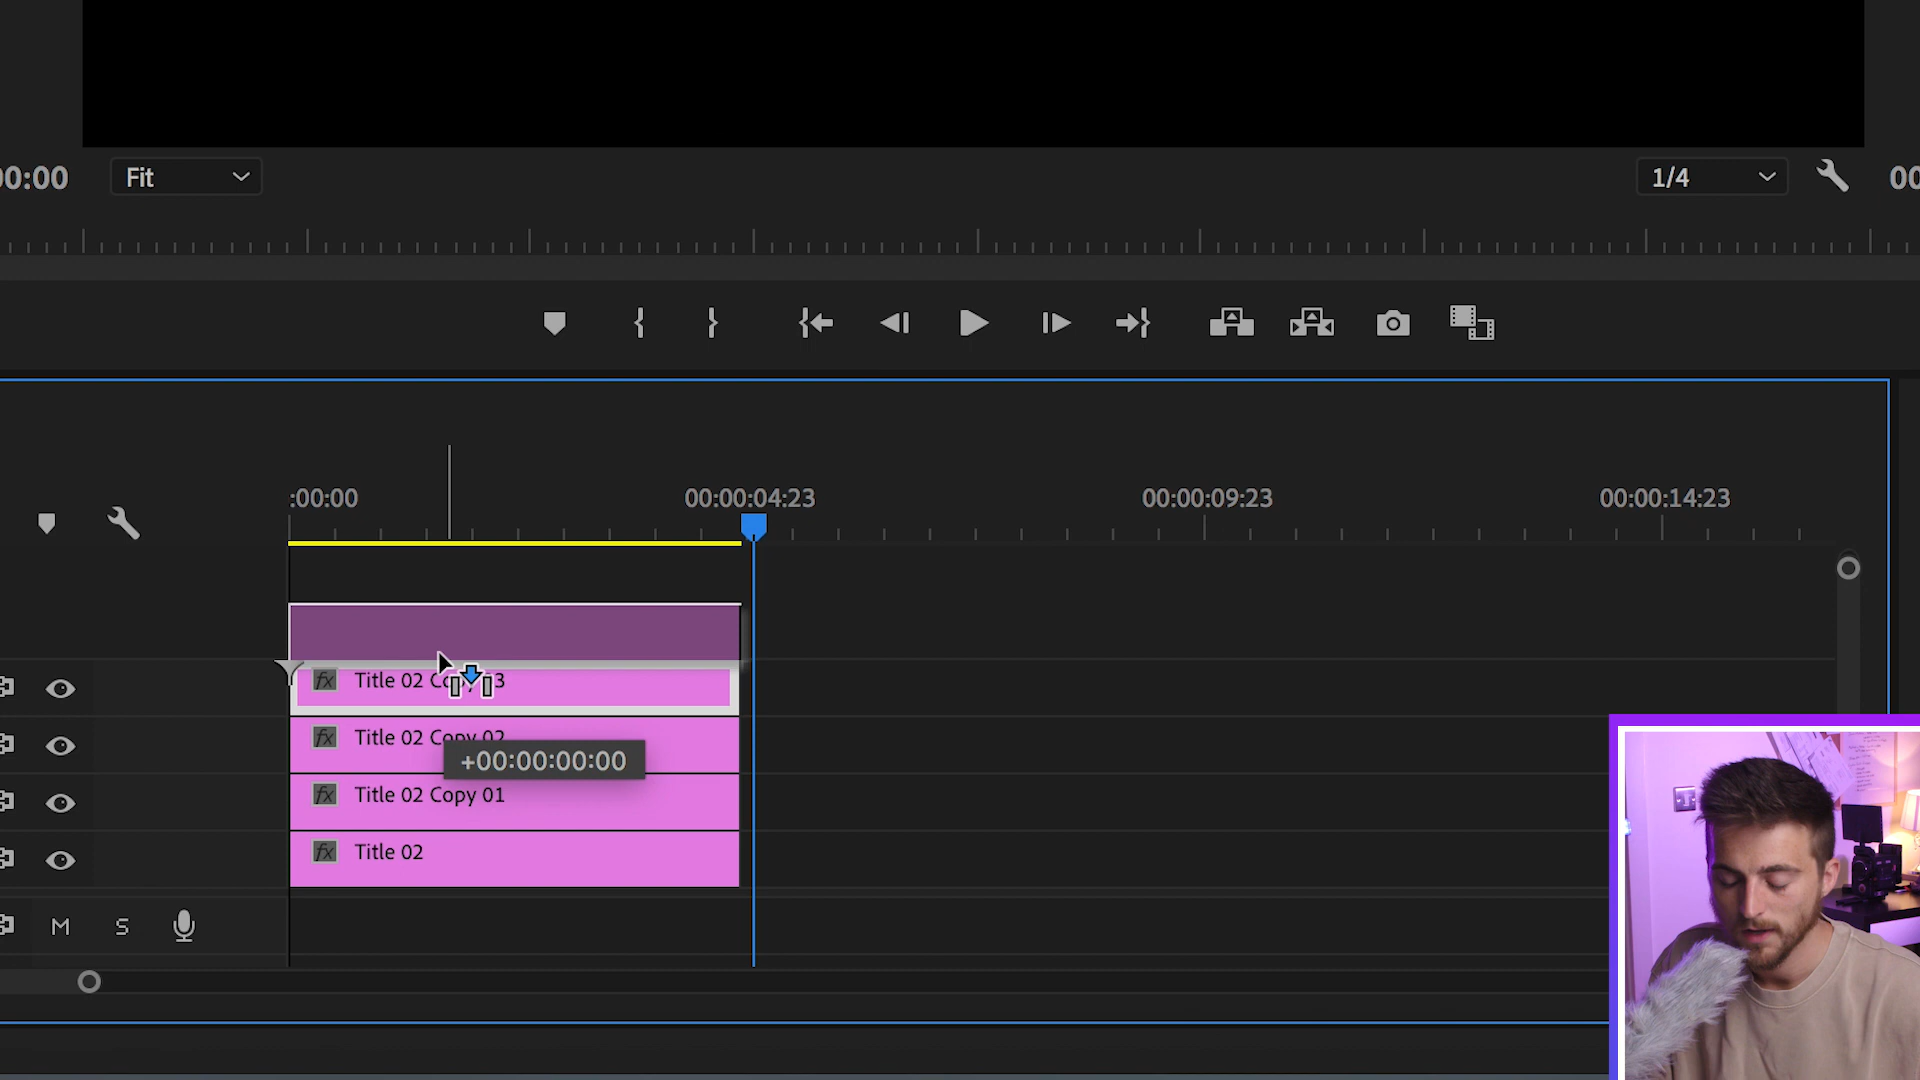 00:00
Fit
1/4
00
:00:00
00:00:04:23
00:00:09:23
00:00:14:23
fx Title 02 Co 3
fx Title 02 Copy 02
+00:00:00:00
fx Title 02 Copy 01
fx Title 02
M S